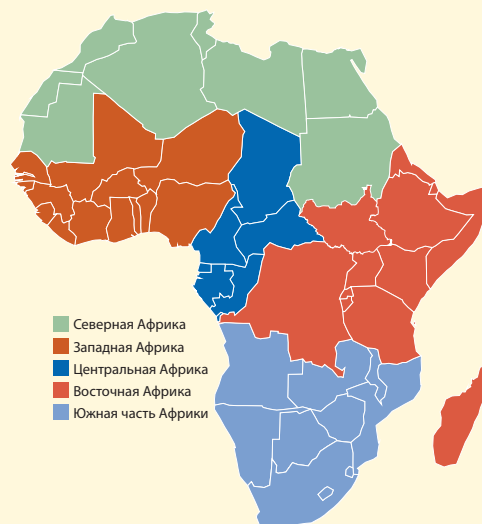 Северная Африка
Западная Африка
Центральная Африка
Восточная Африка
Южная часть Африки